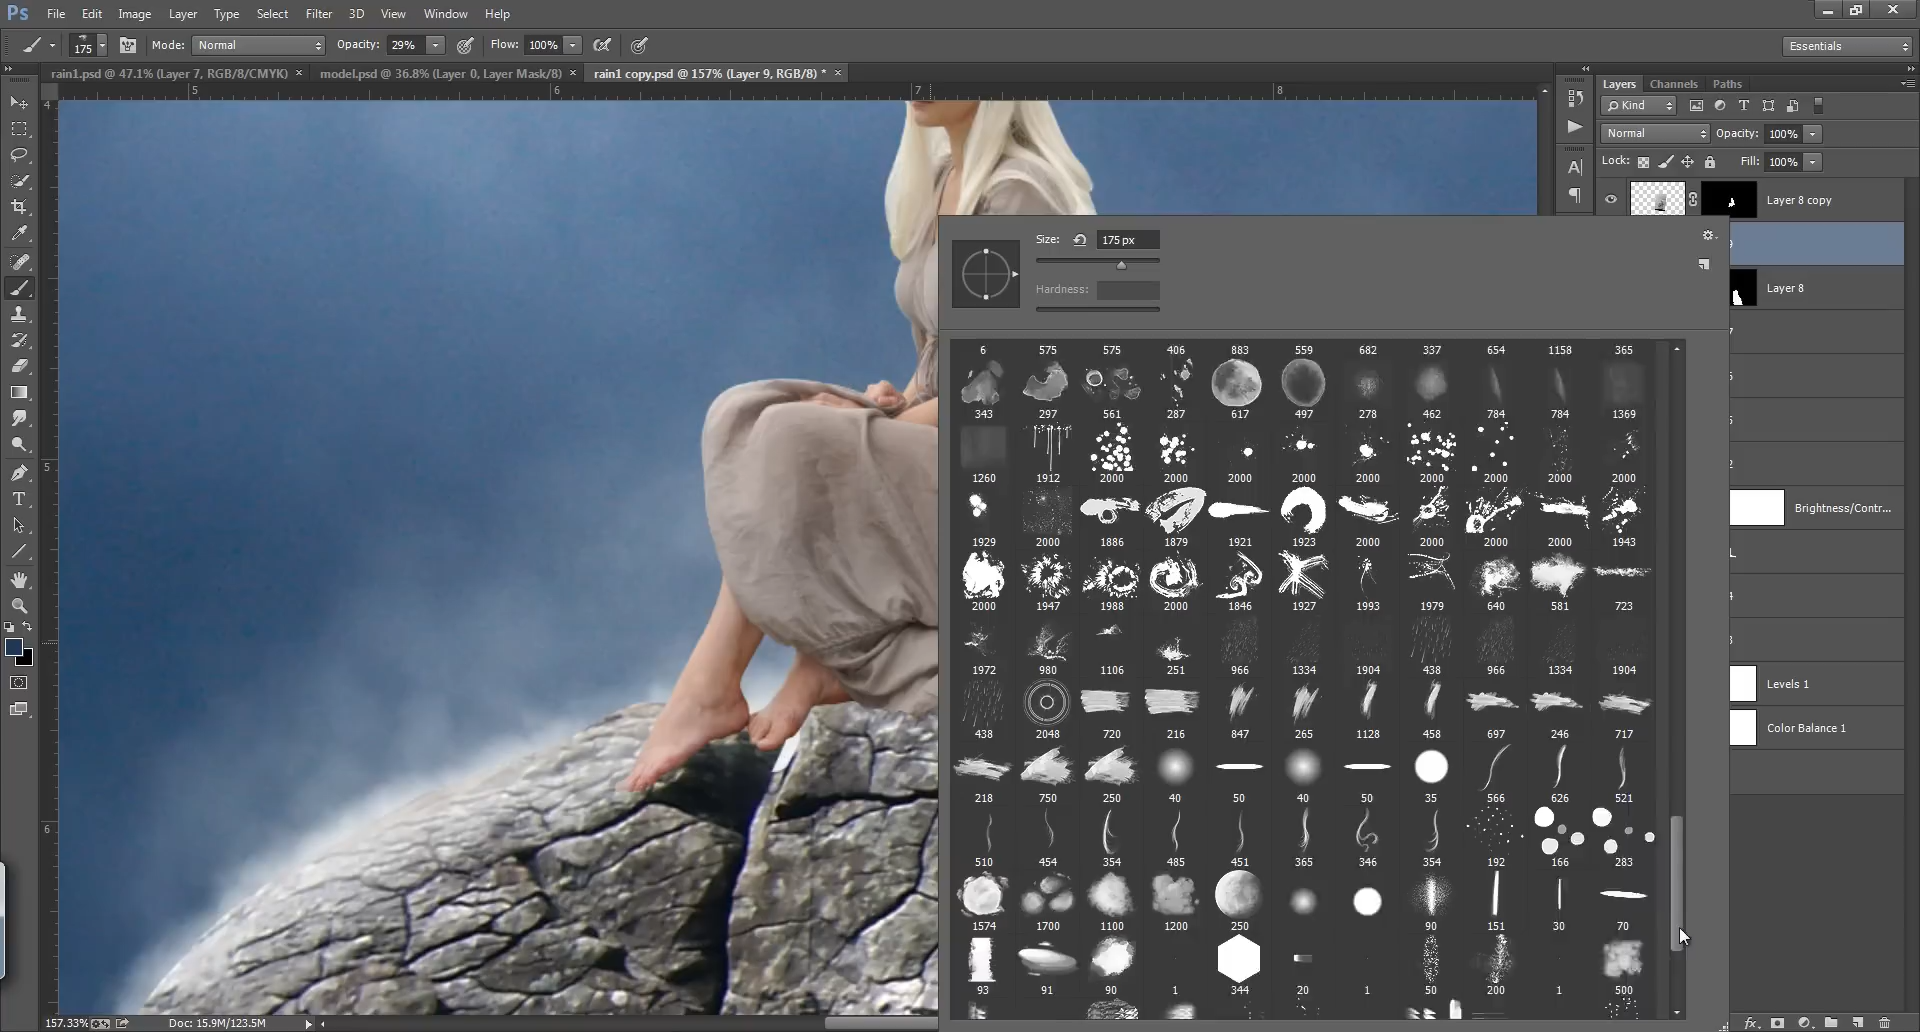 Ps File Edit Image Layer Type Select Filter 3D View Window Help
175 Mode: Normal Opacity: 29% Flow: 100% Essentials
rain1.psd @ 47.1% (Layer 7, RGB/8/CMYK) × model.psd @ 36.8% (Layer 0, Layer Mask/8) × rain1 copy.psd @ 157% (Layer 9, RGB/8) * ×
Layers Channels Paths
4 5 6 7 8
Kind
Normal Opacity: 100%
Lock: Fill: 100%
Layer 8 copy
Size: 175 px
Hardness:
Layer 8
6 575 575 406 883 559 682 337 654 1158 365
343 297 561 287 617 497 278 462 784 784 1369
1260 1912 2000 2000 2000 2000 2000 2000 2000 2000 2000
5
1929 2000 1886 1879 1921 1923 2000 2000 2000 2000 1943
Brightness/Contr...
2000 1947 1988 2000 1846 1927 1993 1979 640 581 723
1972 980 1106 251 966 1334 1904 438 966 1334 1904
Levels 1
438 2048 720 216 847 265 1128 458 697 246 717
Color Balance 1
218 750 250 40 50 40 50 35 566 626 521
6
510 454 354 485 451 365 346 354 192 166 283
1574 1700 1100 1200 250 90 151 30 70
93 91 90 1 344 20 1 50 200 1 500
157.33% Doc: 15.9M/123.5M
fx